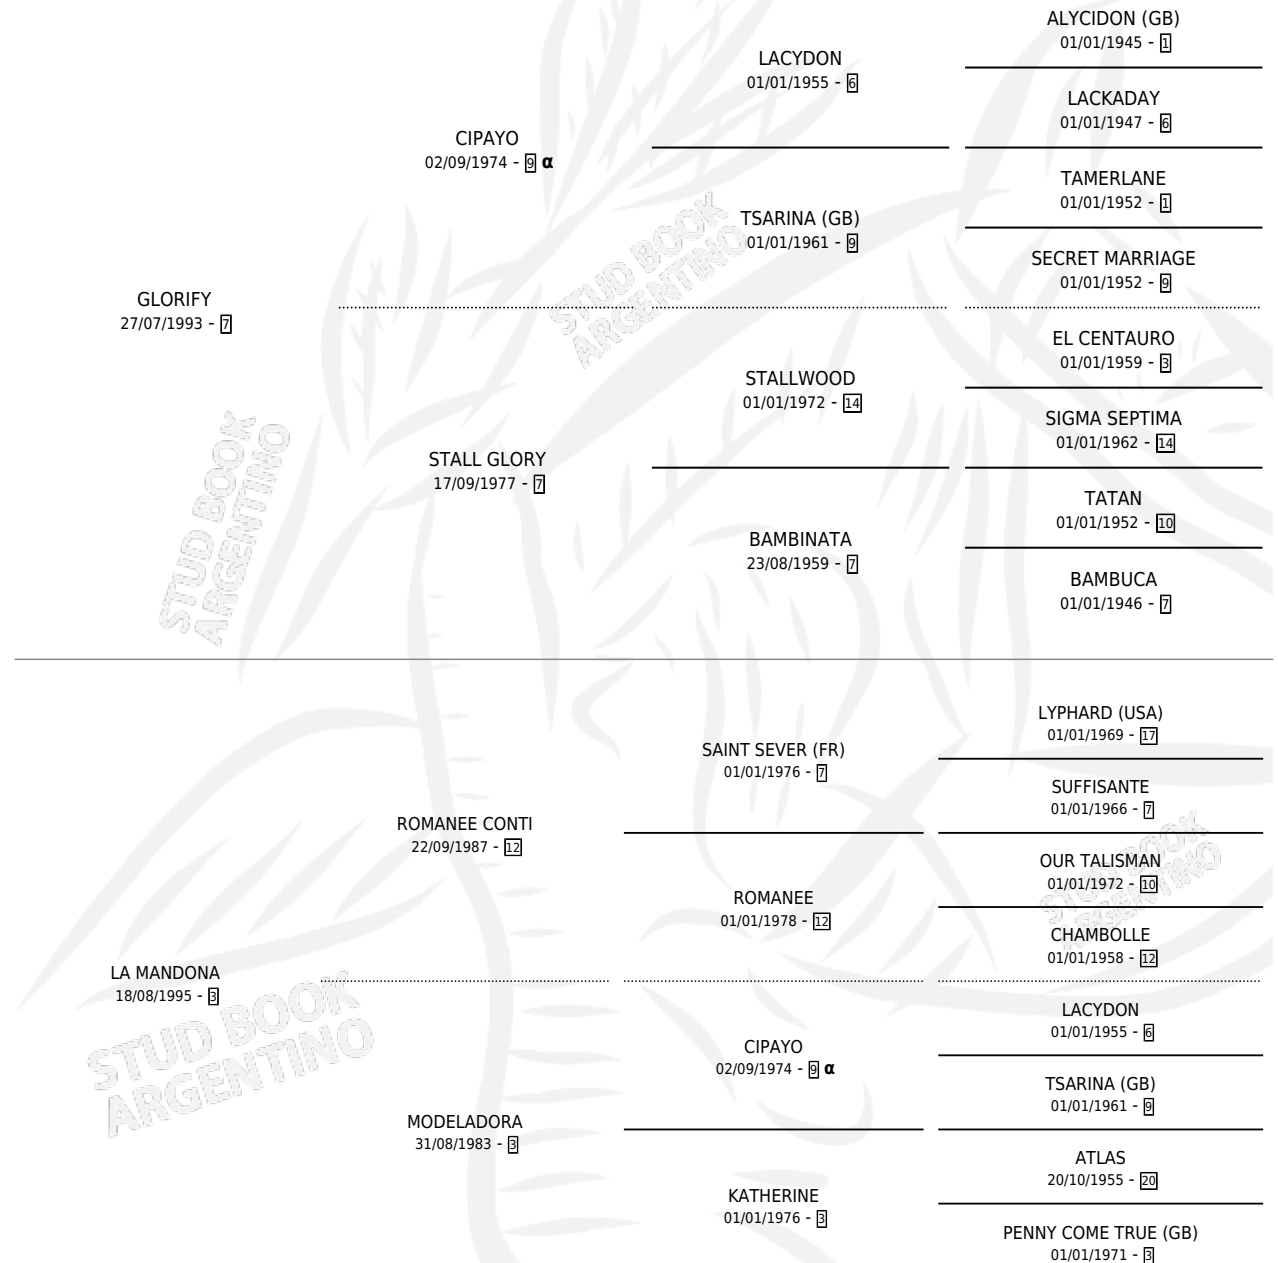 ALYCIDON (GB)
01/01/1945 - 1
LACYDON
01/01/1955 - 6
LACKADAY
01/01/1947 - 6
CIPAYO
02/09/1974 - 9 α
TAMERLANE
01/01/1952 - 1
TSARINA (GB)
01/01/1961 - 9
SECRET MARRIAGE
01/01/1952 - 9
GLORIFY
27/07/1993 - 7
EL CENTAURO
01/01/1959 - 3
STALLWOOD
01/01/1972 - 14
SIGMA SEPTIMA
01/01/1962 - 14
STALL GLORY
17/09/1977 - 7
TATAN
01/01/1952 - 10
BAMBINATA
23/08/1959 - 7
BAMBUCA
01/01/1946 - 7
STUD BOOK
ARGENTINO
STUD BOOK
ARGENTINO
LYPHARD (USA)
01/01/1969 - 17
SAINT SEVER (FR)
01/01/1976 - 7
SUFFISANTE
01/01/1966 - 7
ROMANEE CONTI
22/09/1987 - 12
OUR TALISMAN
01/01/1972 - 10
ROMANEE
01/01/1978 - 12
CHAMBOLLE
01/01/1958 - 12
LA MANDONA
18/08/1995 - 3
LACYDON
01/01/1955 - 6
CIPAYO
02/09/1974 - 9 α
TSARINA (GB)
01/01/1961 - 9
MODELADORA
31/08/1983 - 3
ATLAS
20/10/1955 - 20
KATHERINE
01/01/1976 - 3
PENNY COME TRUE (GB)
01/01/1971 - 3
STUD BOOK
ARGENTINO
STUD BOOK
ARGENTINO